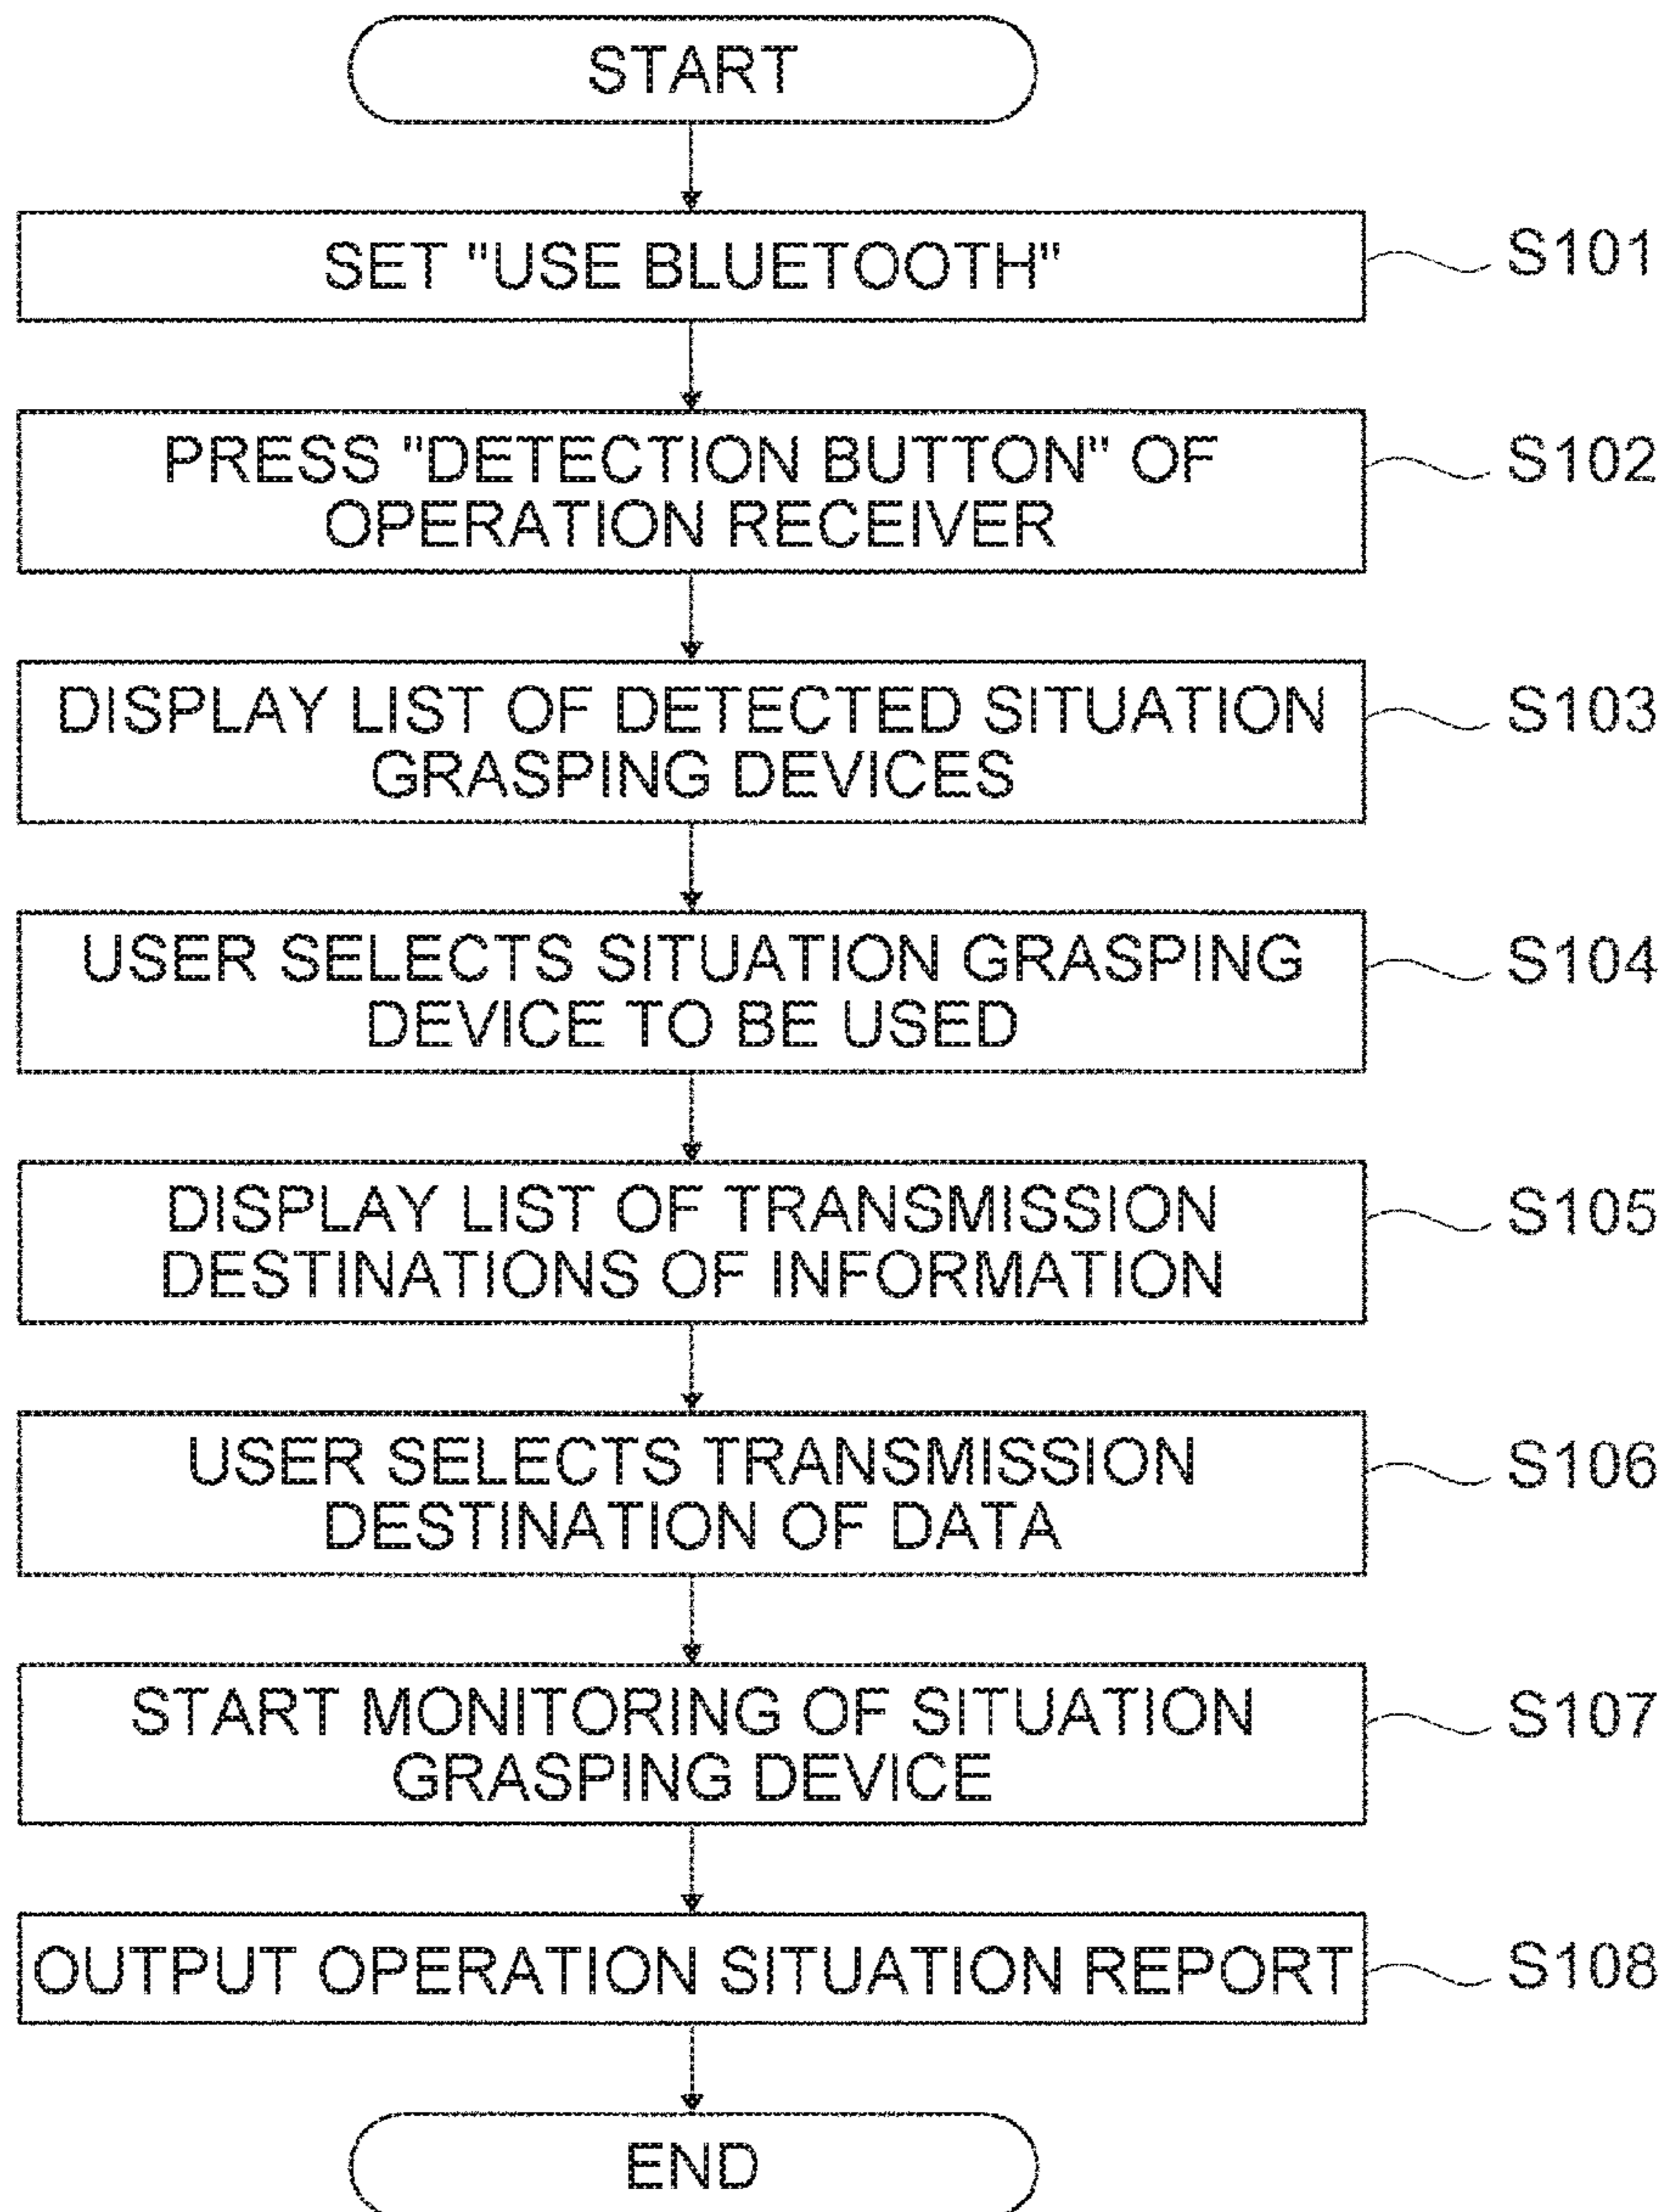 START
SET "USE BLUETOOTH"
S101
PRESS "DETECTION BUTTON" OF
OPERATION RECEIVER
S102
DISPLAY LIST OF DETECTED SITUATION
GRASPING DEVICES
S103
USER SELECTS SITUATION GRASPING
DEVICE TO BE USED
S104
DISPLAY LIST OF TRANSMISSION
DESTINATIONS OF INFORMATION
S105
USER SELECTS TRANSMISSION
DESTINATION OF DATA
S106
START MONITORING OF SITUATION
GRASPING DEVICE
S107
OUTPUT OPERATION SITUATION REPORT
S108
END